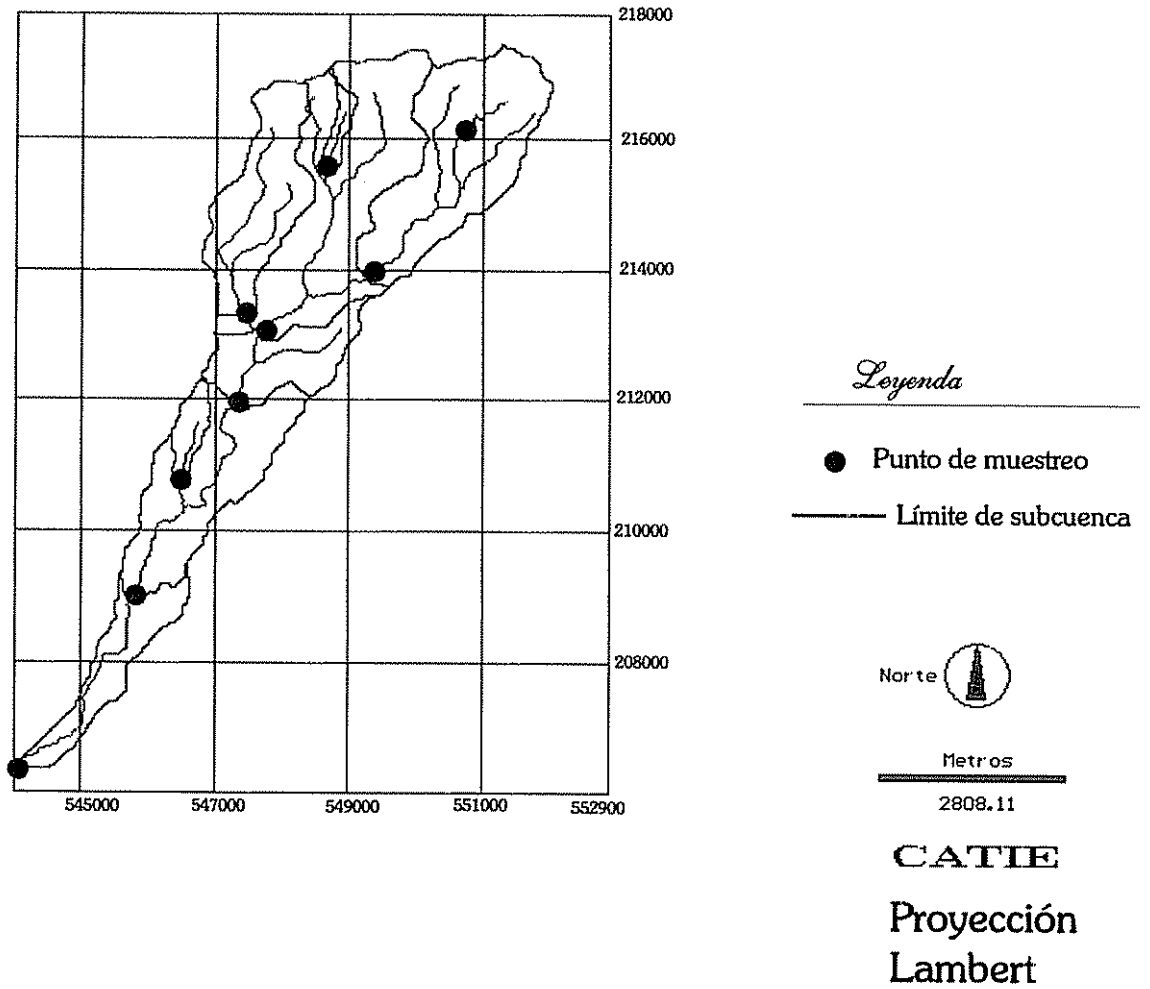 218000
216000
214000
212000
210000
208000
545000 547000 549000 551000 552900
Leyenda
Punto de muestreo
Límite de subcuenca
Norte
Metros
2808.11
CATIE
Proyección
Lambert